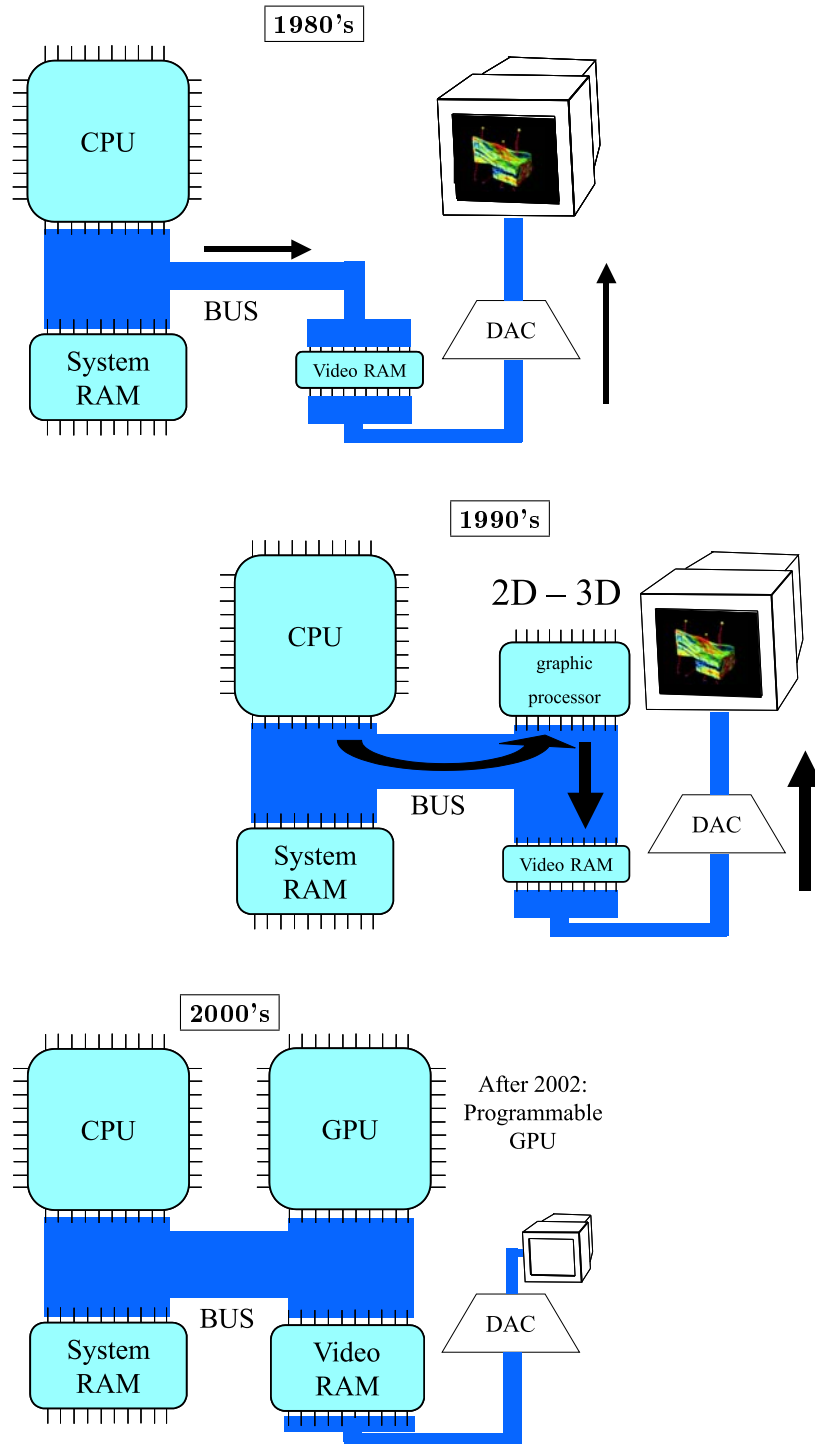 1980's
CPU
BUS
DAC
System
RAM
Video RAM
1990's
2D – 3D
CPU
graphic
processor
BUS
DAC
System
RAM
Video RAM
2000's
CPU
GPU
After 2002:
Programmable
GPU
BUS
DAC
System
RAM
Video
RAM